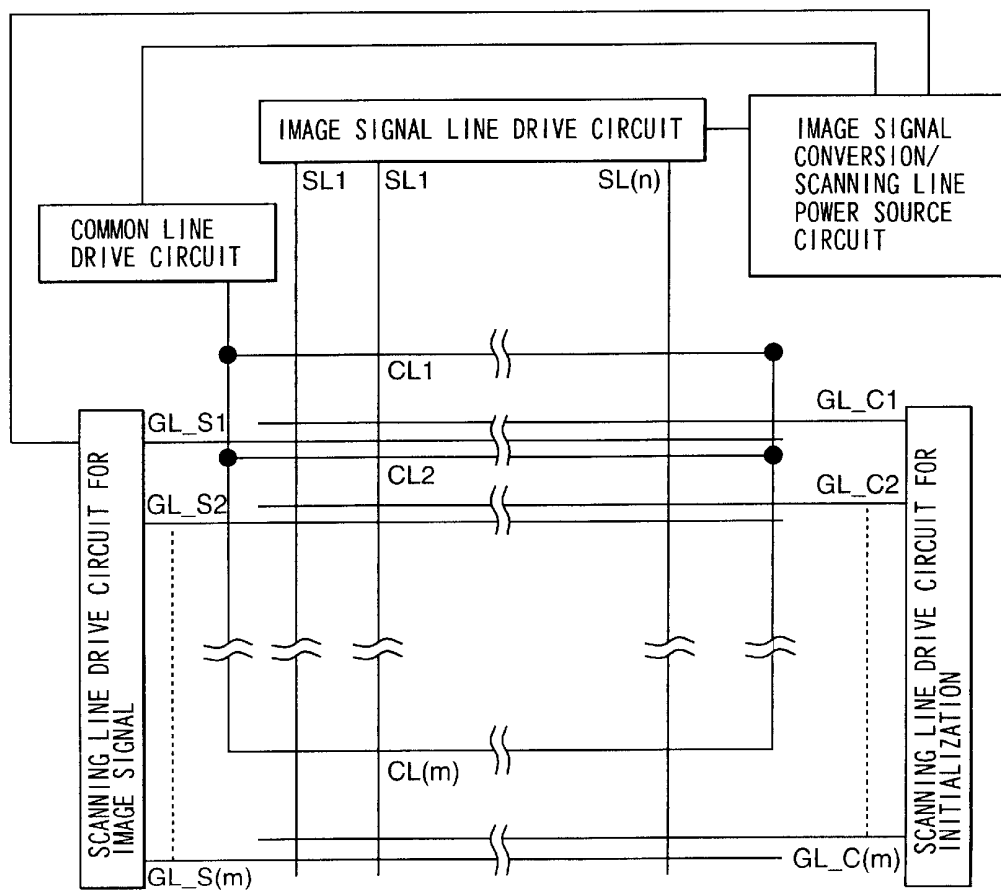 IMAGE SIGNAL LINE DRIVE CIRCUIT
IMAGE SIGNAL
CONVERSION/
SCANNING LINE
POWER SOURCE
CIRCUIT
SL1
SL1
SL(n)
COMMON LINE
DRIVE CIRCUIT
CL1
GL_S1
GL_C1
CL2
GL_S2
GL_C2
SCANNING LINE DRIVE CIRCUIT FOR
IMAGE SIGNAL
SCANNING LINE DRIVE CIRCUIT FOR
INITIALIZATION
CL(m)
GL_S(m)
GL_C(m)